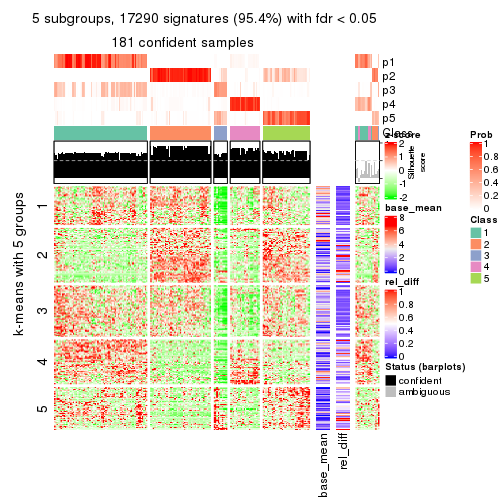 5 subgroups, 17290 signatures (95.4%) with fdr < 0.05
181 confident samples
p1
p2
p3
p4
p5
Class
z-score
2
1
0
-1
-2
Silhouette
score
Prob
1
0.8
0.6
0.4
0.2
0
base_mean
8
6
4
2
0
Class
1
2
3
4
5
rel_diff
1
0.8
0.6
0.4
0.2
0
Status (barplots)
confident
ambiguous
k-means with 5 groups
1
2
3
4
5
base_mean
rel_diff